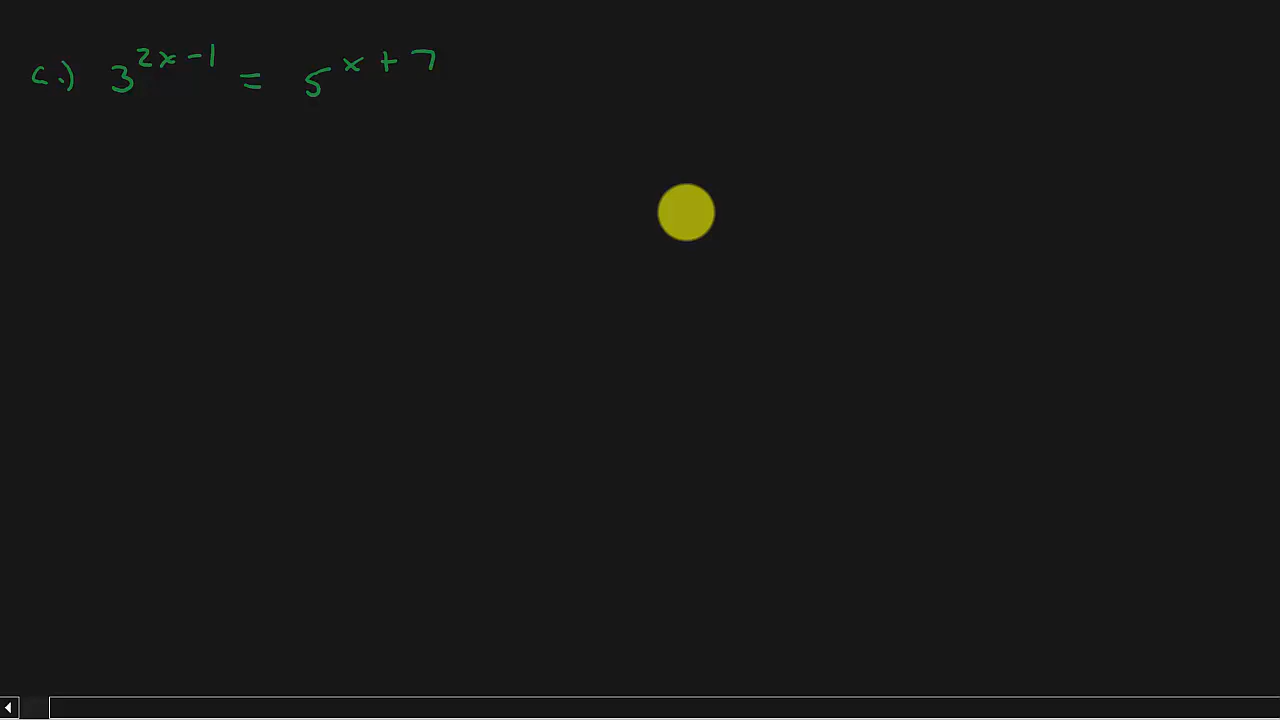 c.) 3^{2x-1} = 5^{x+7}